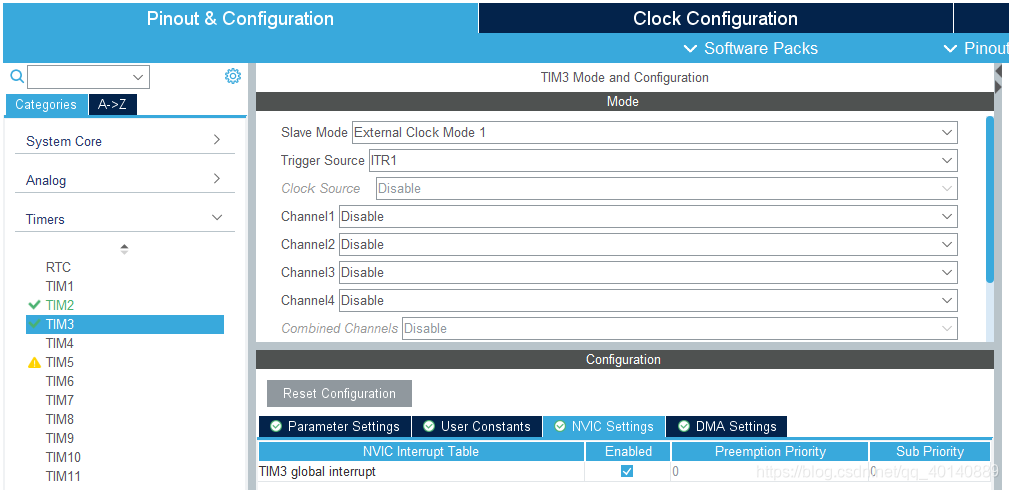 Pinout & Configuration
Clock Configuration
Software Packs
Pinout
Categories
A->Z
System Core
Analog
Timers
RTC
TIM1
TIM2
TIM3
TIM4
TIM5
TIM6
TIM7
TIM8
TIM9
TIM10
TIM11
TIM3 Mode and Configuration
Mode
Slave Mode External Clock Mode 1
Trigger Source ITR1
Clock Source Disable
Channel1 Disable
Channel2 Disable
Channel3 Disable
Channel4 Disable
Combined Channels Disable
Configuration
Reset Configuration
Parameter Settings
User Constants
NVIC Settings
DMA Settings
NVIC Interrupt Table Enabled Preemption Priority Sub Priority
TIM3 global interrupt 0 0
https://blog.csdn.net/qq_40140889